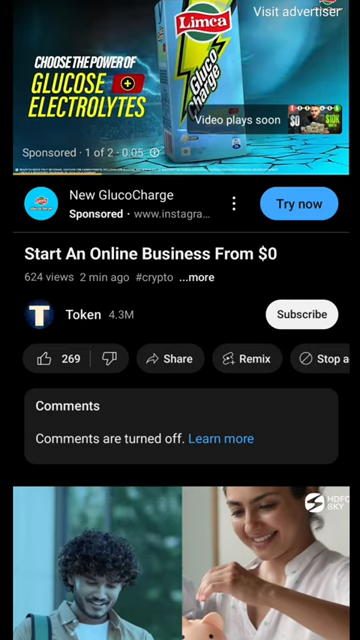 Visit advertiser
Limca
Gluco
Charge
CHOOSE THE POWER OF
GLUCOSE
ELECTROLYTES
Video plays soon
$0
$10K
Sponsored · 1 of 2 · 0:05
New GlucoCharge
Sponsored · www.instagra...
Try now
Start An Online Business From $0
624 views 2 min ago #crypto ...more
T
Token 4.3M
Subscribe
269
Share
Remix
Stop a
Comments
Comments are turned off. Learn more
HDFC
SKY